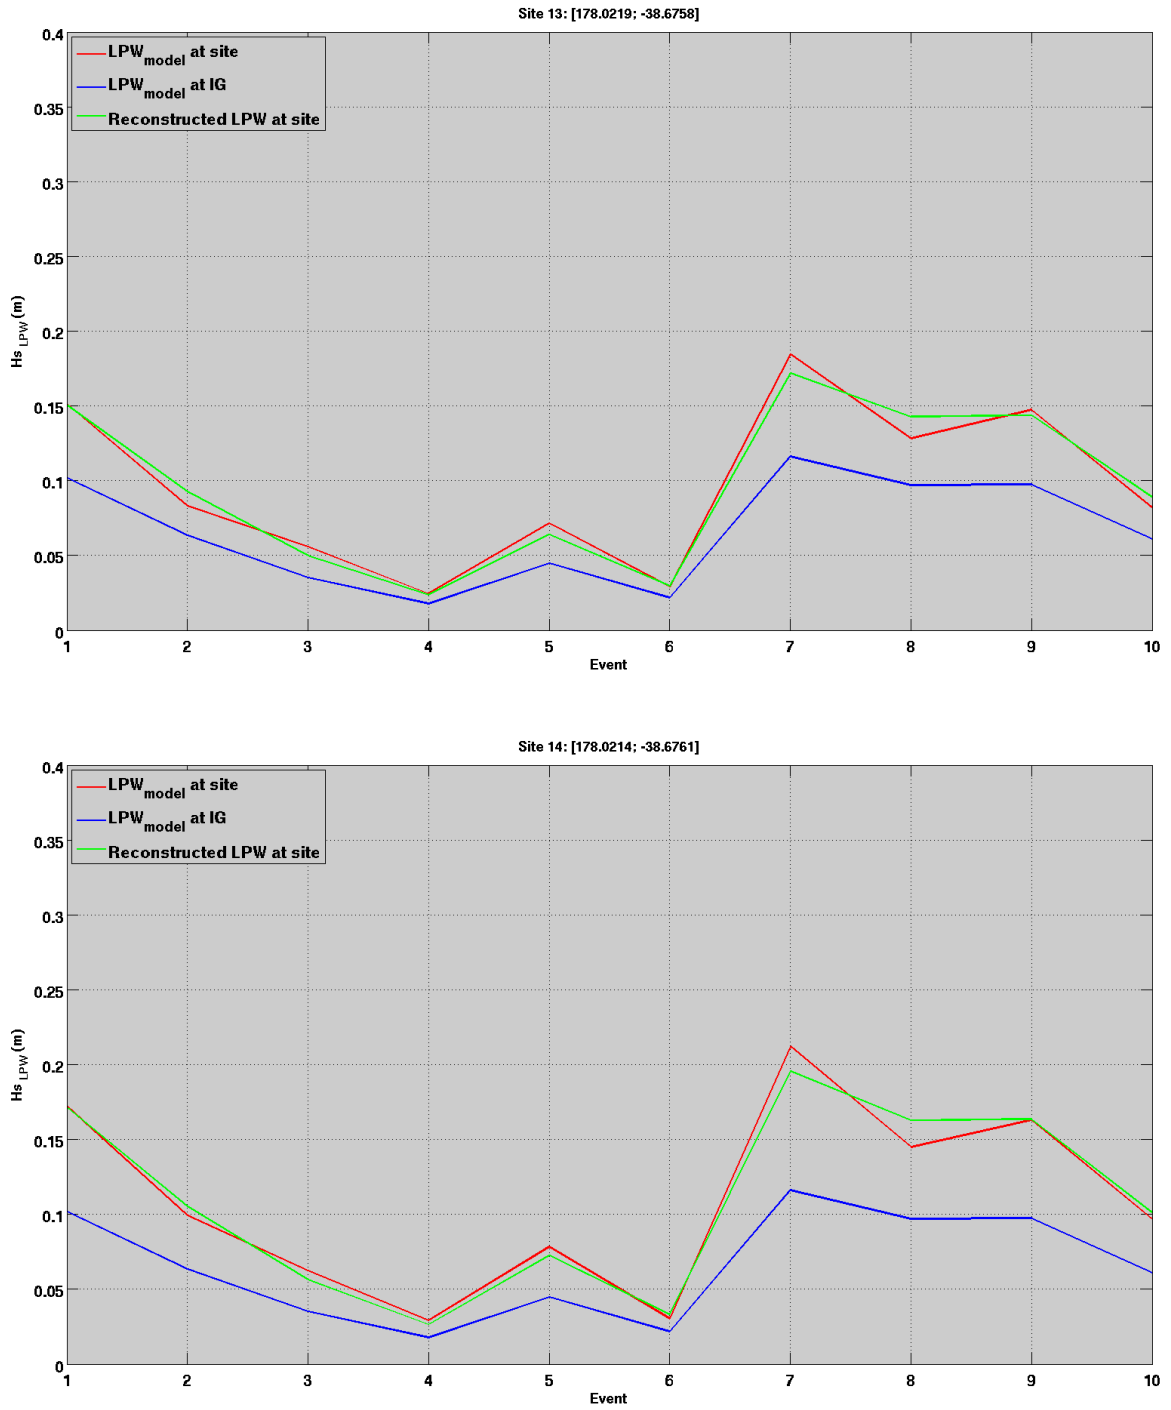 Site 13: [178.0219; -38.6758]
0.4
0.35
0.3
0.25
0.2
0.15
0.1
0.05
0
Hs LPW (m)
LPWmodel at site
LPWmodel at IG
Reconstructed LPW at site
1 2 3 4 5 6 7 8 9 10
Event
Site 14: [178.0214; -38.6761]
0.4
0.35
0.3
0.25
0.2
0.15
0.1
0.05
0
Hs LPW (m)
LPWmodel at site
LPWmodel at IG
Reconstructed LPW at site
1 2 3 4 5 6 7 8 9 10
Event